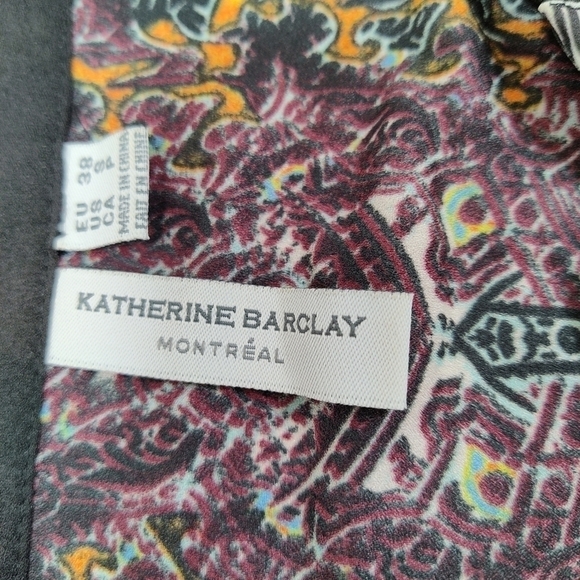 KATHERINE BARCLAY
MONTRÉAL
EU 38
US S
CA P
MADE IN CHINA
FAIT EN CHINE